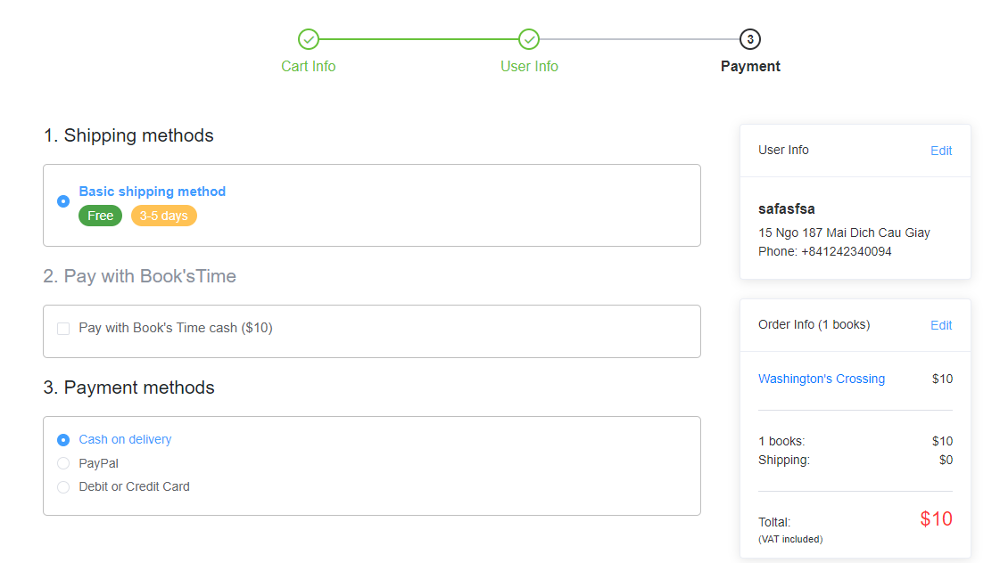 3
Cart Info
User Info
Payment
1. Shipping methods
Basic shipping method
Free
3-5 days
2. Pay with Book'sTime
Pay with Book's Time cash ($10)
3. Payment methods
Cash on delivery
PayPal
Debit or Credit Card
User Info
Edit
safasfsa
15 Ngo 187 Mai Dich Cau Giay
Phone: +841242340094
Order Info (1 books)
Edit
Washington's Crossing
$10
1 books:
$10
Shipping:
$0
Toltal:
$10
(VAT included)